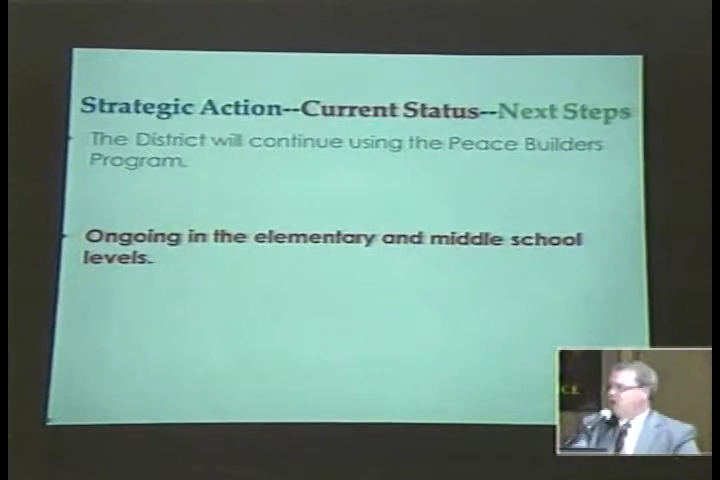 Strategic Action--Current Status--Next Steps
The District will continue using the Peace Builders
Program.
Ongoing in the elementary and middle school
levels.
CE